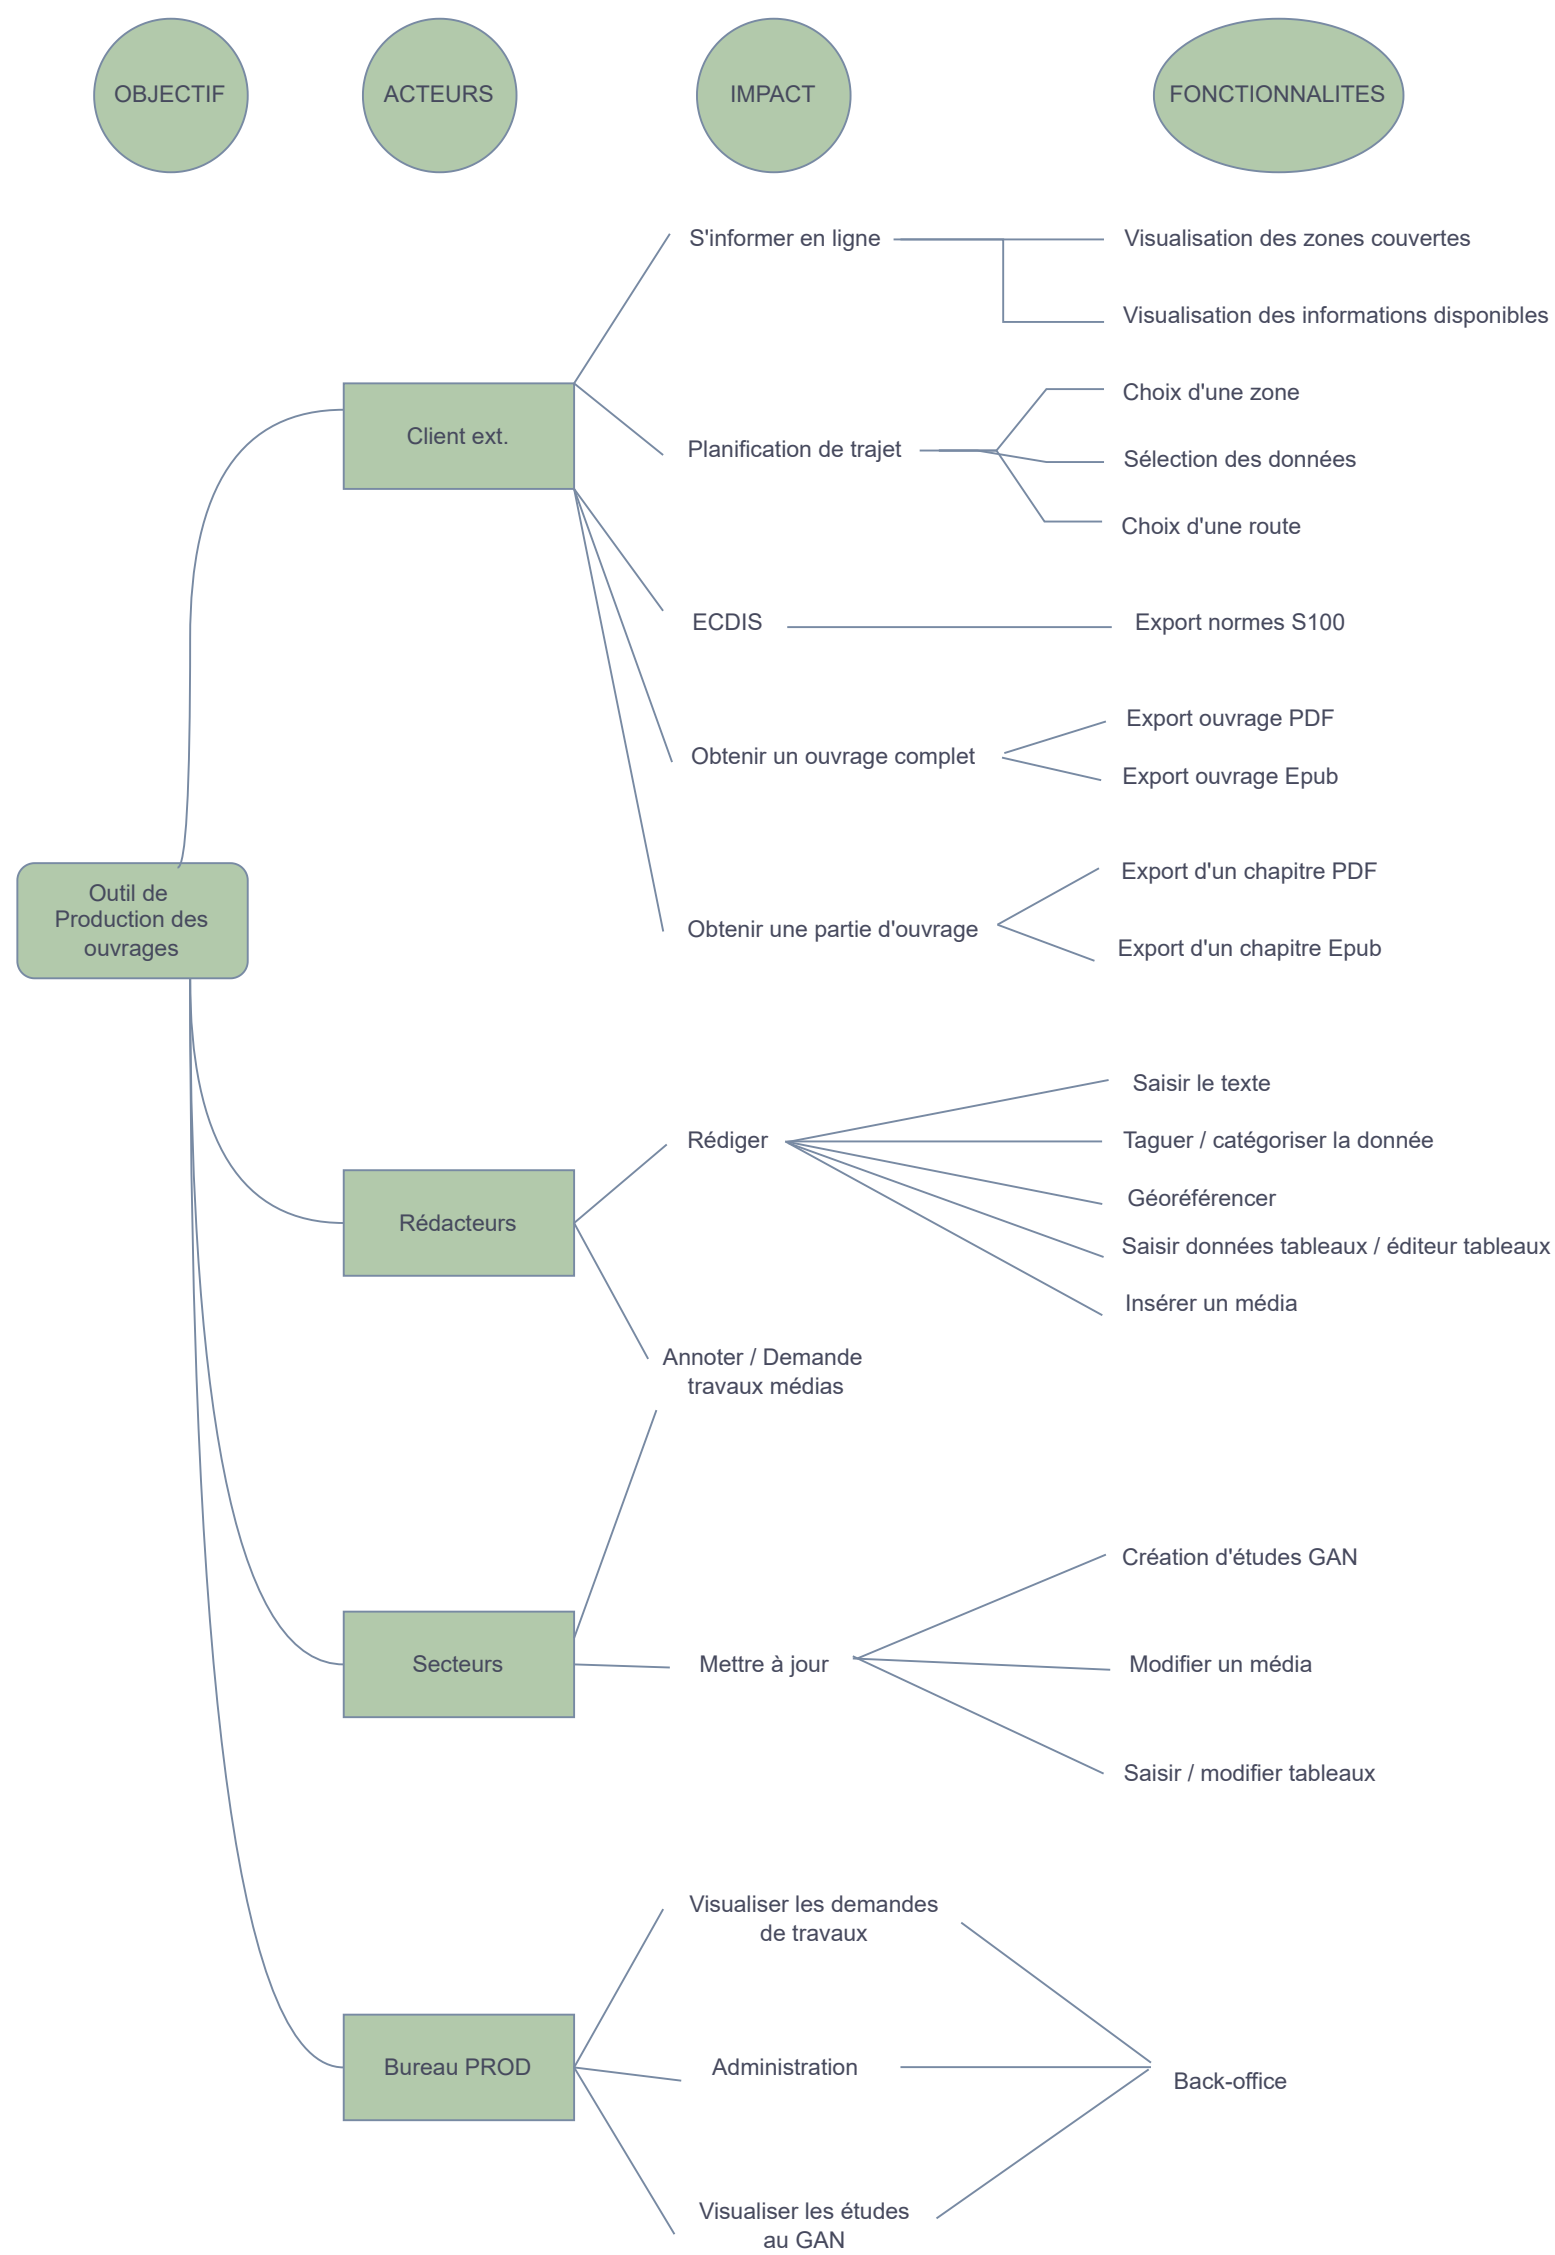 OBJECTIF
ACTEURS
IMPACT
FONCTIONNALITES
S'informer en ligne
Visualisation des zones couvertes
Visualisation des informations disponibles
Client ext.
Planification de trajet
Choix d'une zone
Sélection des données
Choix d'une route
ECDIS
Export normes S100
Obtenir un ouvrage complet
Export ouvrage PDF
Export ouvrage Epub
Outil de
Production des
ouvrages
Obtenir une partie d'ouvrage
Export d'un chapitre PDF
Export d'un chapitre Epub
Rédacteurs
Rédiger
Saisir le texte
Taguer / catégoriser la donnée
Géoréférencer
Saisir données tableaux / éditeur tableaux
Insérer un média
Annoter / Demande
travaux médias
Secteurs
Mettre à jour
Création d'études GAN
Modifier un média
Saisir / modifier tableaux
Bureau PROD
Visualiser les demandes
de travaux
Administration
Back-office
Visualiser les études
au GAN